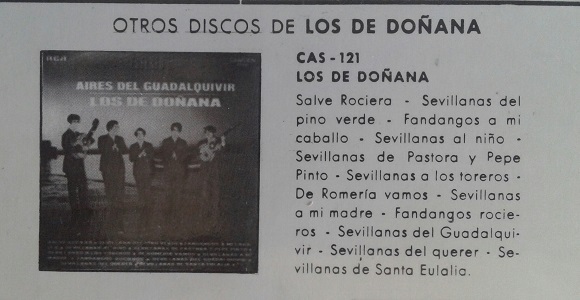 OTROS DISCOS DE LOS DE DOÑANA
RCA
AIRES DEL GUADALQUIVIR
LOS DE DOÑANA
CAS - 121
LOS DE DOÑANA
Salve Rociera - Sevillanas del
pino verde - Fandangos a mi
caballo - Sevillanas al niño -
Sevillanas de Pastora y Pepe
Pinto - Sevillanas a los toreros -
De Romería vamos - Sevillanas
a mi madre - Fandangos rocie-
ros - Sevillanas del Guadalqui-
vir - Sevillanas del querer - Se-
villanas de Santa Eulalia.